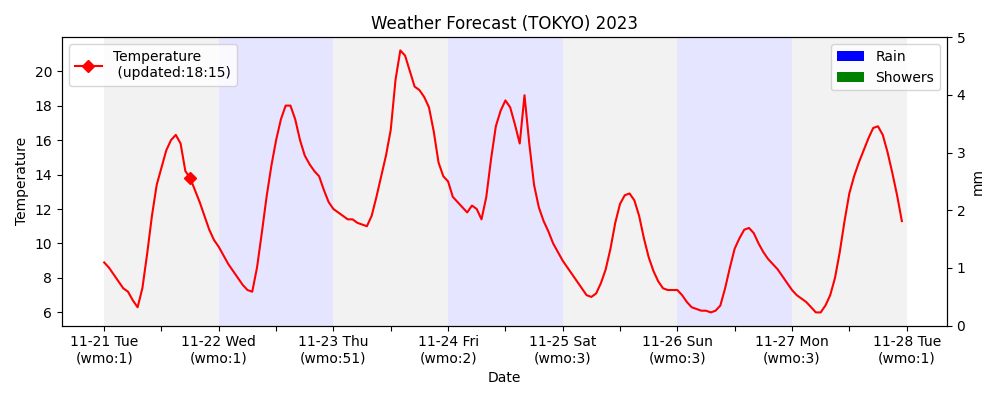 Weather Forecast (TOKYO) 2023
Temperature
(updated:18:15)
Rain
Showers
Temperature
20
18
16
14
12
10
8
6
5
4
3
2
1
0
mm
11-21 Tue
(wmo:1)
11-22 Wed
(wmo:1)
11-23 Thu
(wmo:51)
11-24 Fri
(wmo:2)
11-25 Sat
(wmo:3)
11-26 Sun
(wmo:3)
11-27 Mon
(wmo:3)
11-28 Tue
(wmo:1)
Date